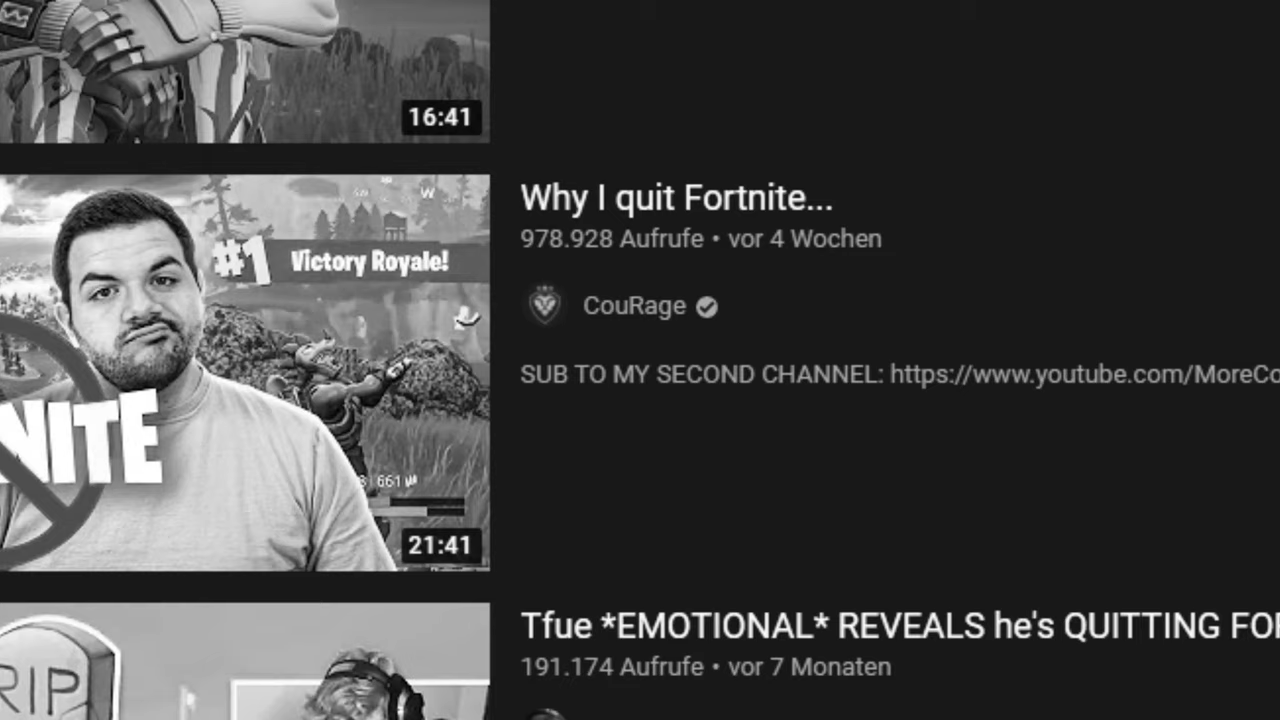 16:41
Why I quit Fortnite...
978.928 Aufrufe • vor 4 Wochen
#1 Victory Royale!
W
CouRage
SUB TO MY SECOND CHANNEL: https://www.youtube.com/MoreCo
NITE
661
21:41
Tfue *EMOTIONAL* REVEALS he's QUITTING FO
191.174 Aufrufe • vor 7 Monaten
RIP